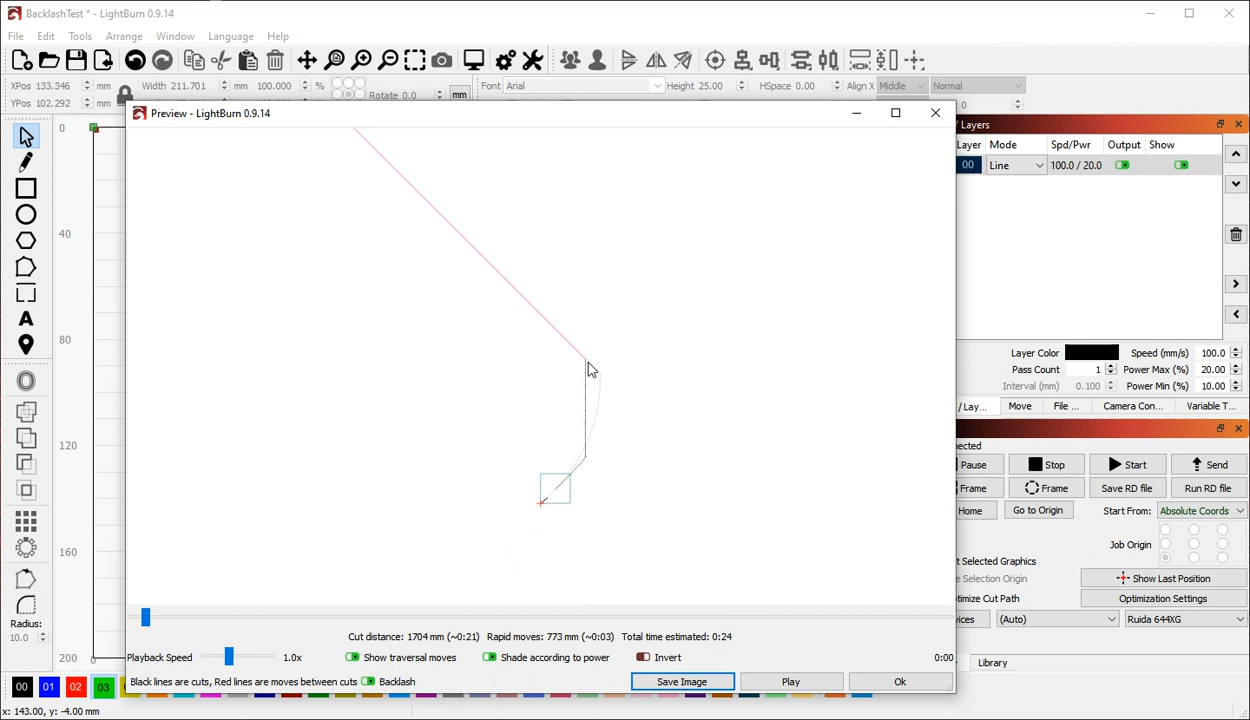 BacklashTest * - LightBurn 0.9.14
File Edit Tools Arrange Window Language Help
XPos 133.346 mm Width 211.701 mm 100.000 %
YPos 102.292 mm Rotate 0.0 mm
Font Arial Height 25.00 HSpace 0.00 Align X Middle Normal
0
Preview - LightBurn 0.9.14
/ Layers
Layer Mode Spd/Pwr Output Show
00 Line 100.0 / 20.0
0
40
80
120
160
200
0
Layer Color Speed (mm/s) 100.0
Pass Count 1 Power Max (%) 20.00
Interval (mm) 0.100 Power Min (%) 10.00
/ Lay... Move File ... Camera Con... Variable T...
ected
Pause Stop Start Send
Frame Frame Save RD file Run RD file
Home Go to Origin Start From: Absolute Coords
Job Origin
t Selected Graphics
e Selection Origin Show Last Position
timize Cut Path Optimization Settings
ices (Auto) Ruida 644XG
Library
Radius:
10.0
Cut distance: 1704 mm (~0:21) Rapid moves: 773 mm (~0:03) Total time estimated: 0:24
Playback Speed 1.0x Show traversal moves Shade according to power Invert 0:00
Black lines are cuts, Red lines are moves between cuts Backlash Save Image Play Ok
00 01 02 03
x: 143.00, y: -4.00 mm